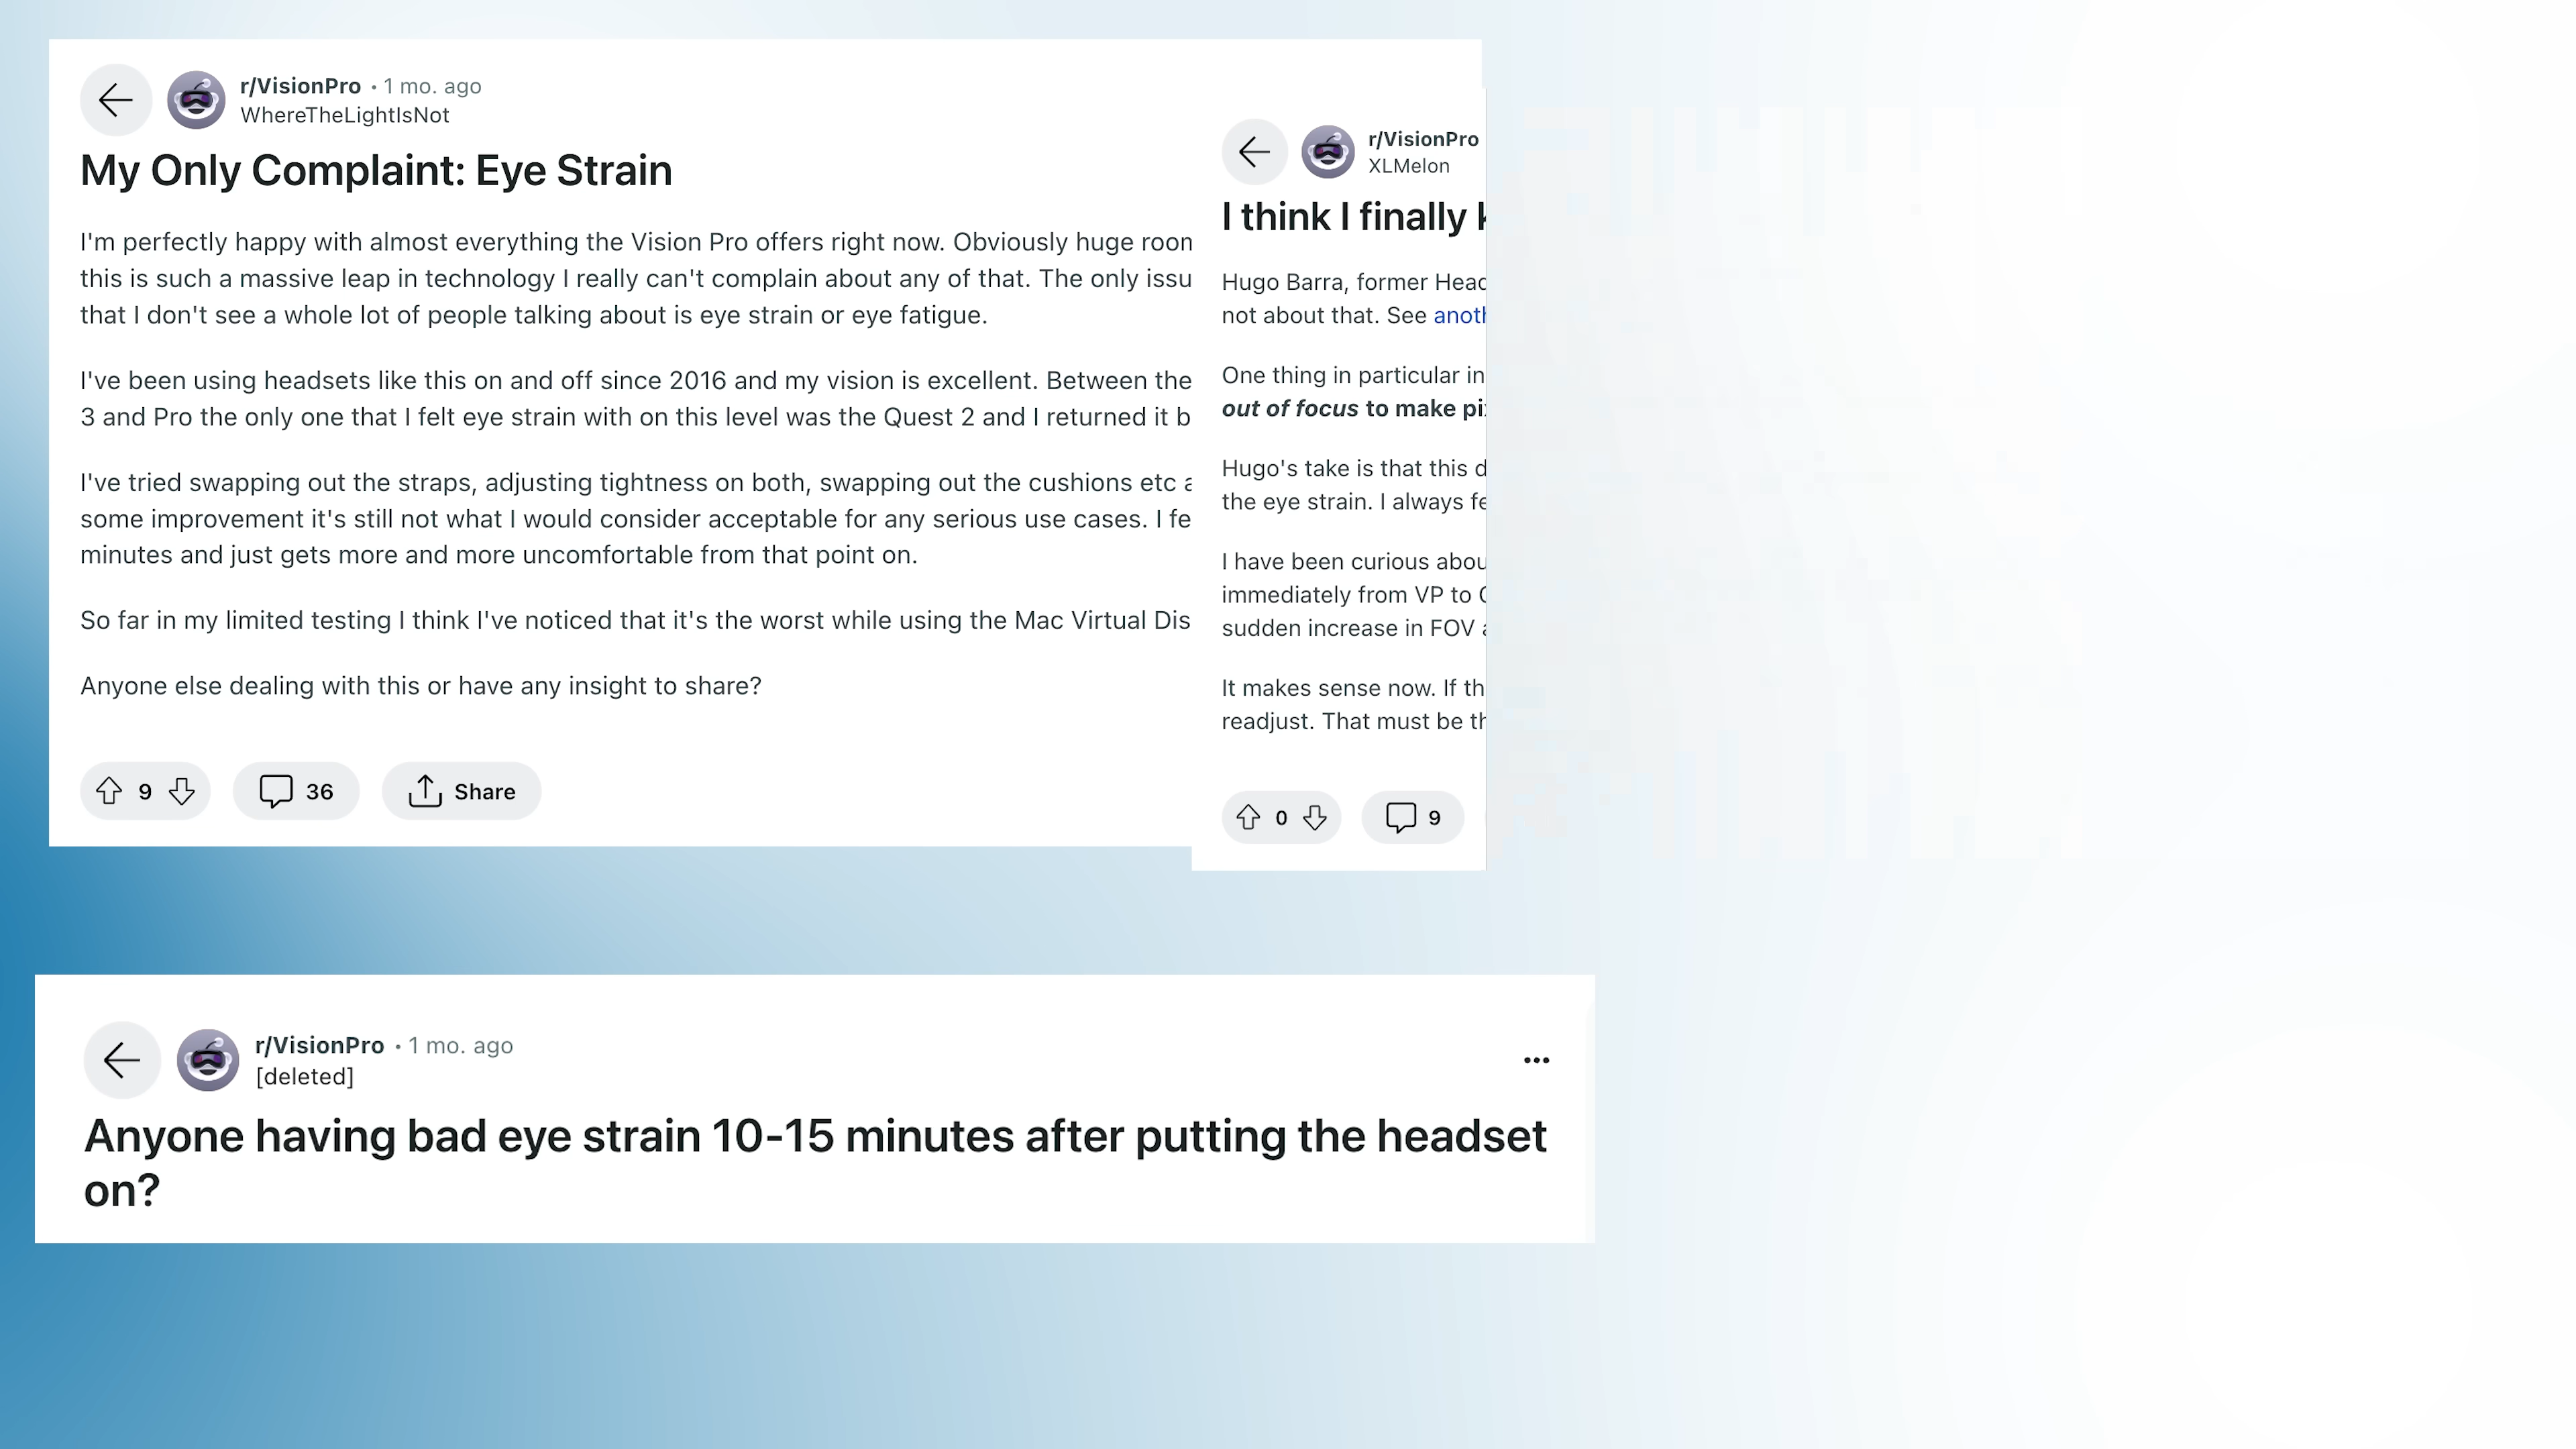 r/VisionPro • 1 mo. ago
WhereTheLightIsNot
My Only Complaint: Eye Strain
I'm perfectly happy with almost everything the Vision Pro offers right now. Obviously huge
this is such a massive leap in technology I really can't complain about any of that. The only
that I don't see a whole lot of people talking about is eye strain or eye fatigue.
I've been using headsets like this on and off since 2016 and my vision is excellent. Between the
3 and Pro the only one that I felt eye strain with on this level was the Quest 2 and I returned it
I've tried swapping out the straps, adjusting tightness on both, swapping out the cushions etc
some improvement it's still not what I would consider acceptable for any serious use cases. I
minutes and just gets more and more uncomfortable from that point on.
So far in my limited testing I think I've noticed that it's the worst while using the Mac Virtual
Anyone else dealing with this or have any insight to share?
9
36
Share
r/VisionPro
XLMelon
I think I finally
Hugo Barra, former
not about that. See
One thing in particular in
out of focus to make
Hugo's take is that this
the eye strain. I always
I have been curious
immediately from VP to
sudden increase in FOV
It makes sense now. If
readjust. That must be
0
9
r/VisionPro • 1 mo. ago
[deleted]
Anyone having bad eye strain 10-15 minutes after putting the headset
on?